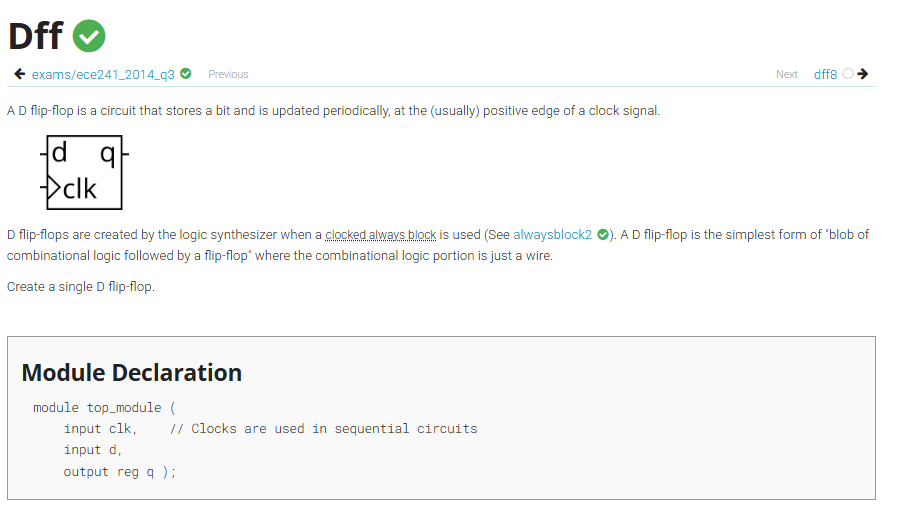 Dff
exams/ece241_2014_q3 Previous
Next dff8
A D flip-flop is a circuit that stores a bit and is updated periodically, at the (usually) positive edge of a clock signal.
d q
clk
D flip-flops are created by the logic synthesizer when a clocked always block is used (See alwaysblock2 ). A D flip-flop is the simplest form of "blob of
combinational logic followed by a flip-flop" where the combinational logic portion is just a wire.
Create a single D flip-flop.
Module Declaration
module top_module (
    input clk,    // Clocks are used in sequential circuits
    input d,
    output reg q );